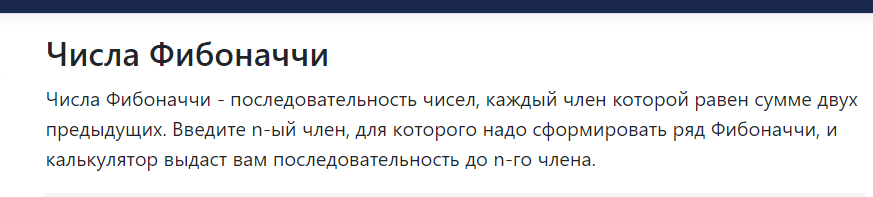 Числа Фибоначчи
Числа Фибоначчи - последовательность чисел, каждый член которой равен сумме двух
предыдущих. Введите n-ый член, для которого надо сформировать ряд Фибоначчи, и
калькулятор выдаст вам последовательность до n-го члена.